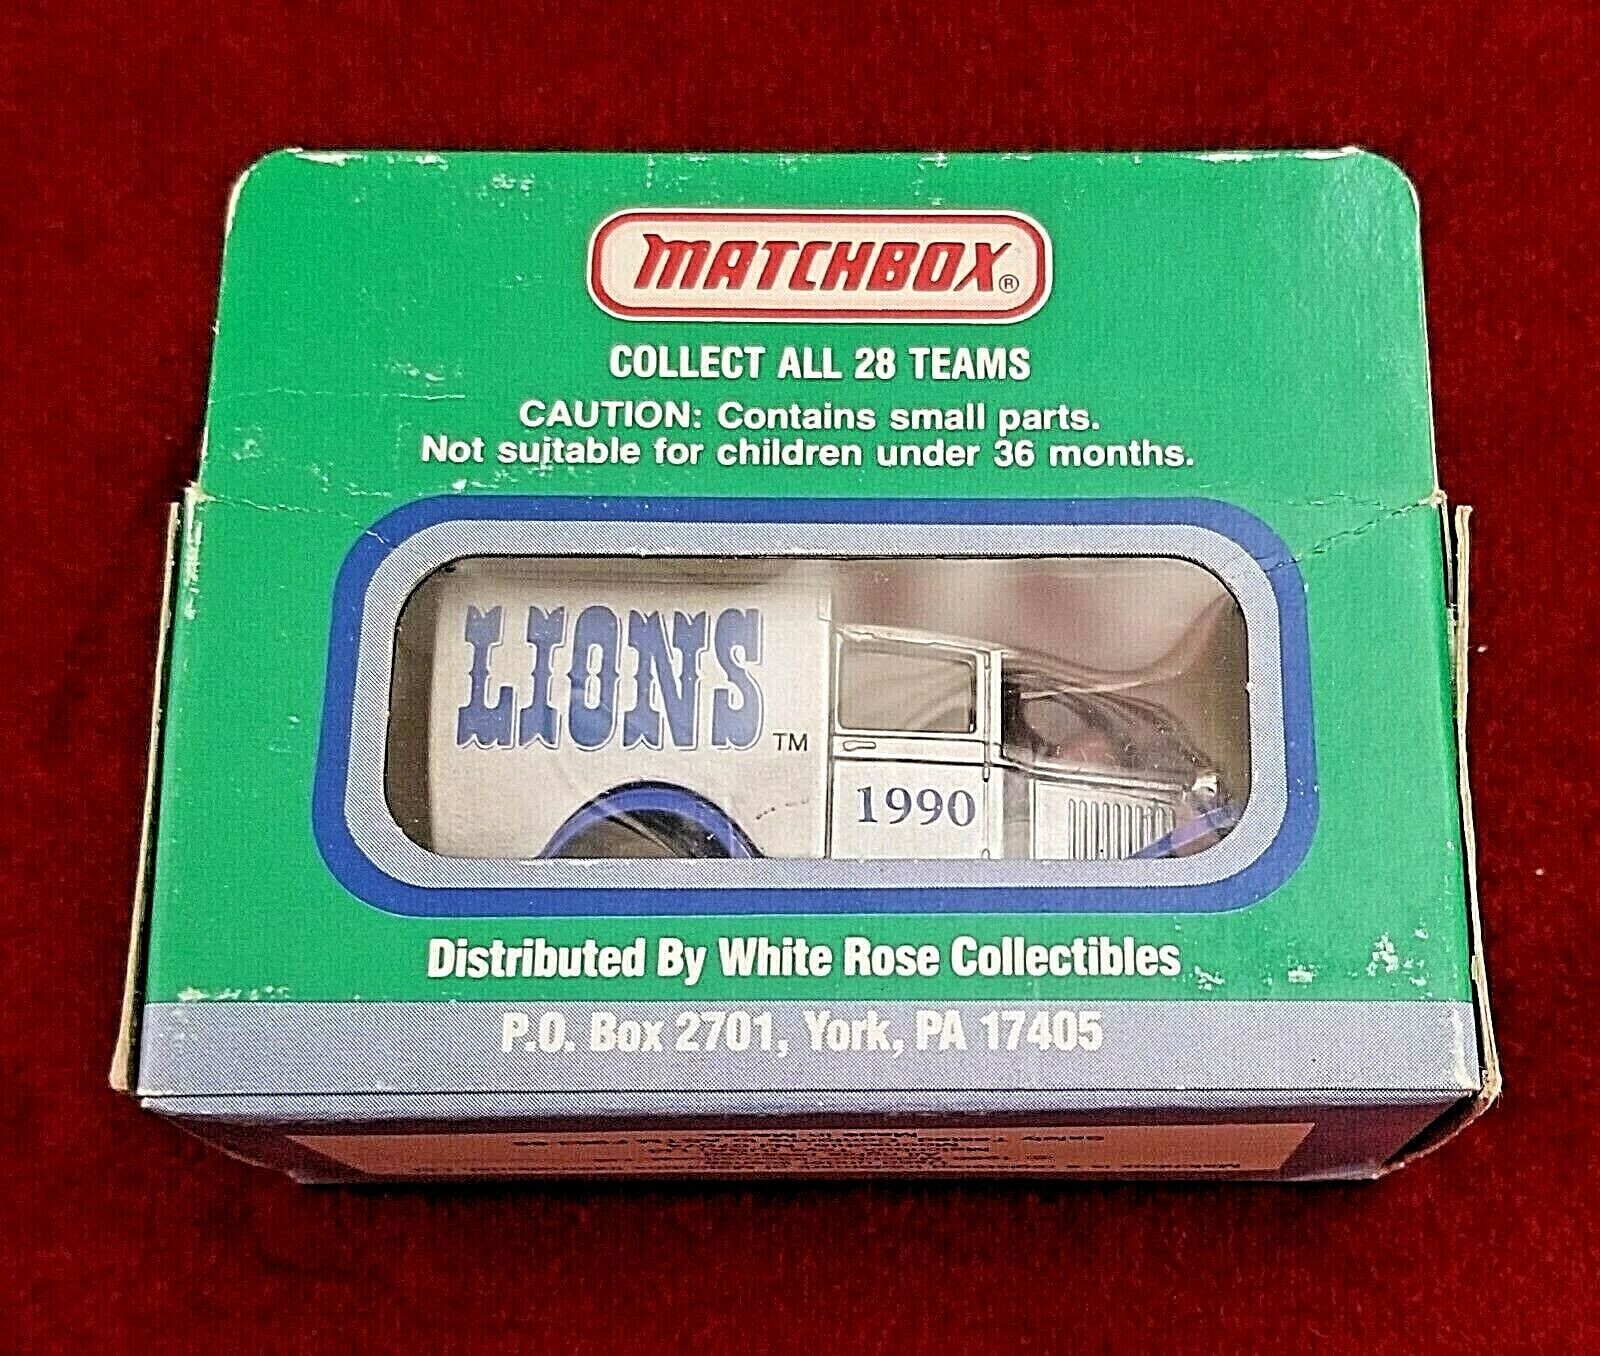 MATCHBOX®
COLLECT ALL 28 TEAMS
CAUTION: Contains small parts.
Not suitable for children under 36 months.
LIONS TM
1990
Distributed By White Rose Collectibles
P.O. Box 2701, York, PA 17405